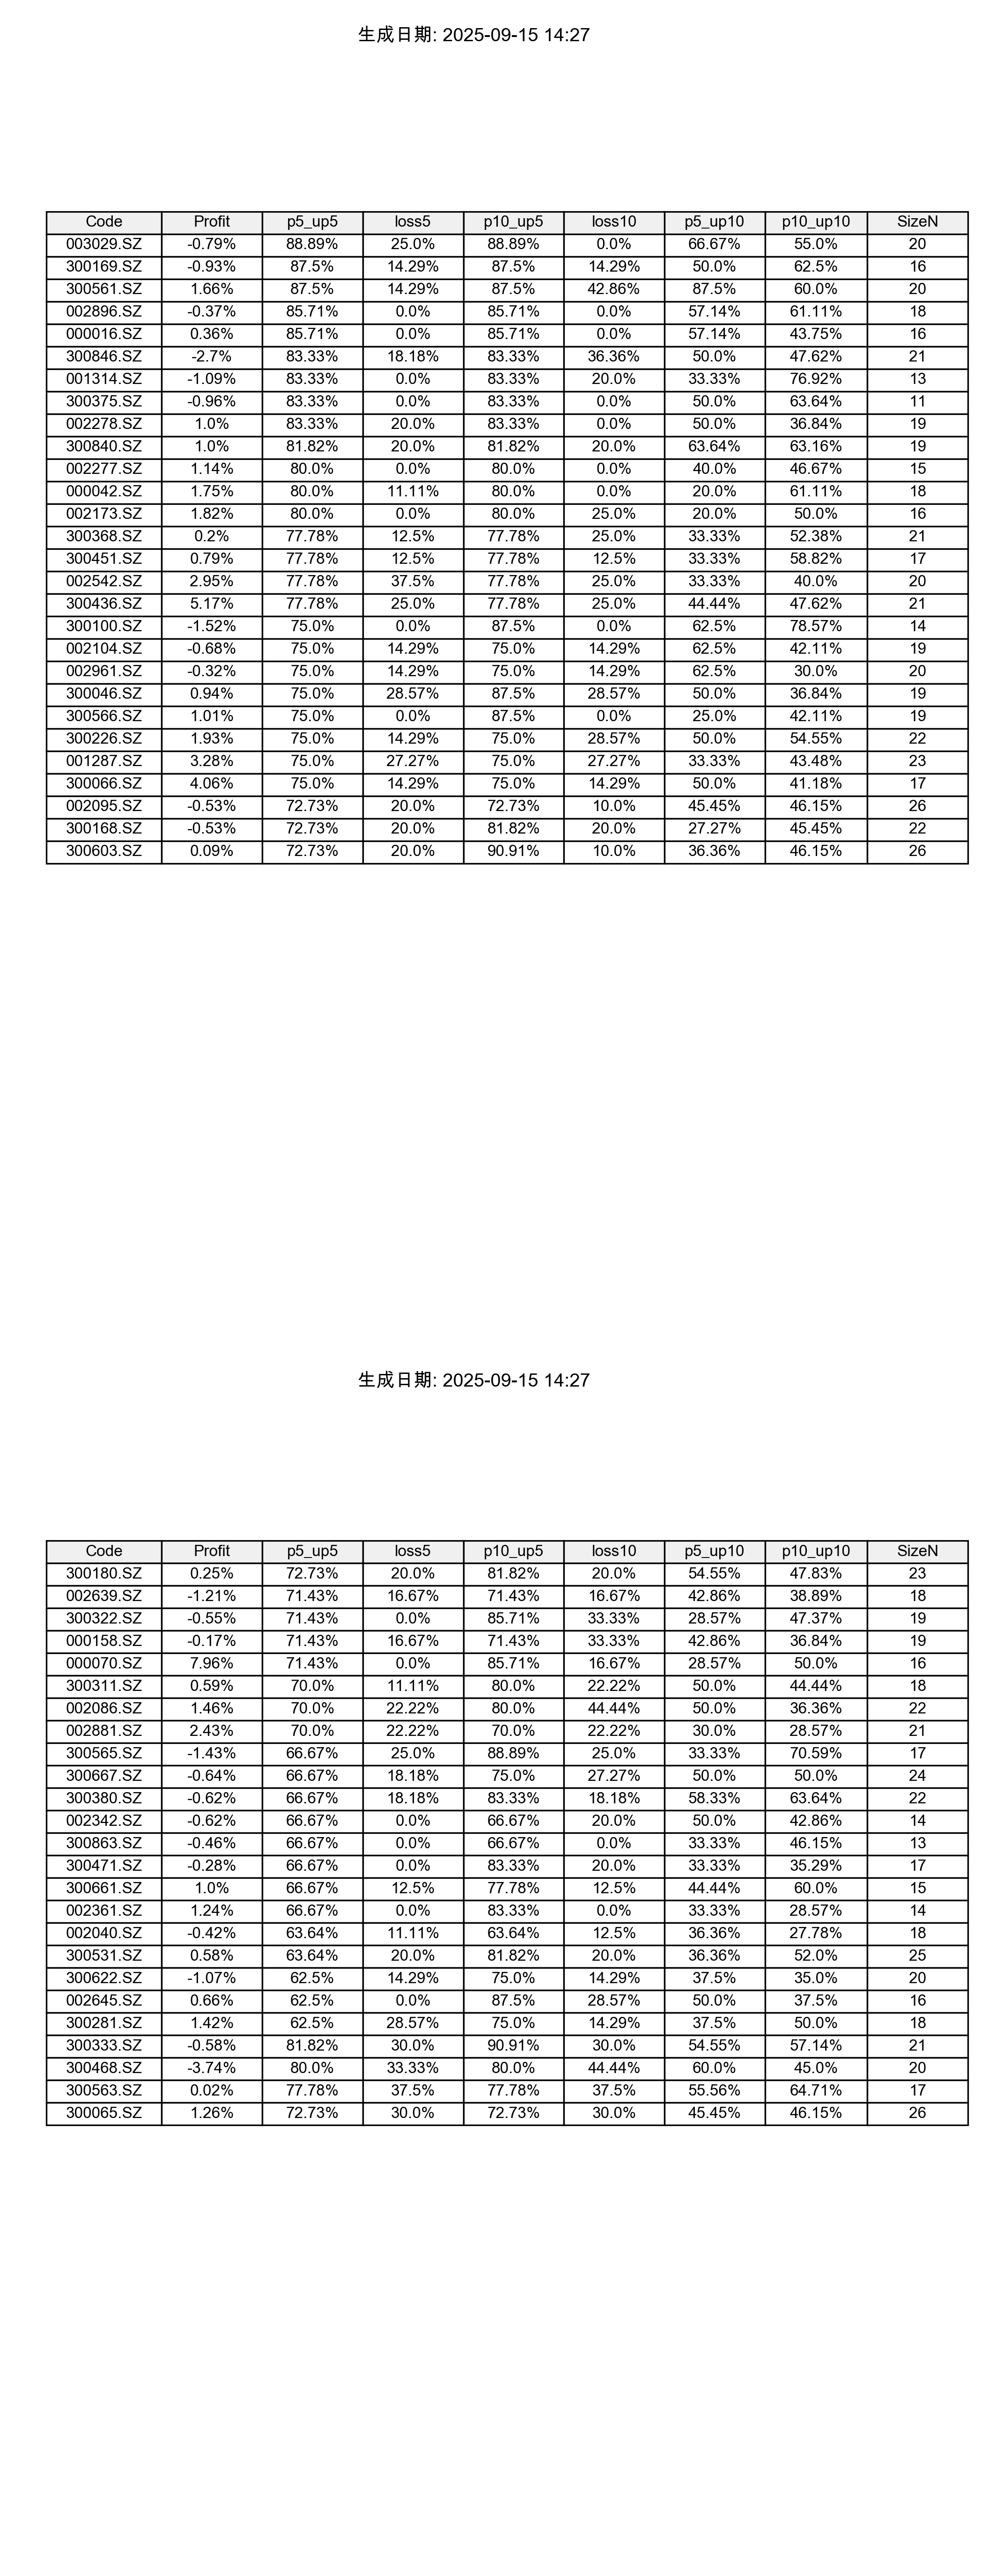 生成日期: 2025-09-15 14:27
Code Profit p5_up5 loss5 p10_up5 loss10 p5_up10 p10_up10 SizeN
003029.SZ -0.79% 88.89% 25.0% 88.89% 0.0% 66.67% 55.0% 20
300169.SZ -0.93% 87.5% 14.29% 87.5% 14.29% 50.0% 62.5% 16
300561.SZ 1.66% 87.5% 14.29% 87.5% 42.86% 87.5% 60.0% 20
002896.SZ -0.37% 85.71% 0.0% 85.71% 0.0% 57.14% 61.11% 18
000016.SZ 0.36% 85.71% 0.0% 85.71% 0.0% 57.14% 43.75% 16
300846.SZ -2.7% 83.33% 18.18% 83.33% 36.36% 50.0% 47.62% 21
001314.SZ -1.09% 83.33% 0.0% 83.33% 20.0% 33.33% 76.92% 13
300375.SZ -0.96% 83.33% 0.0% 83.33% 0.0% 50.0% 63.64% 11
002278.SZ 1.0% 83.33% 20.0% 83.33% 0.0% 50.0% 36.84% 19
300840.SZ 1.0% 81.82% 20.0% 81.82% 20.0% 63.64% 63.16% 19
002277.SZ 1.14% 80.0% 0.0% 80.0% 0.0% 40.0% 46.67% 15
000042.SZ 1.75% 80.0% 11.11% 80.0% 0.0% 20.0% 61.11% 18
002173.SZ 1.82% 80.0% 0.0% 80.0% 25.0% 20.0% 50.0% 16
300368.SZ 0.2% 77.78% 12.5% 77.78% 25.0% 33.33% 52.38% 21
300451.SZ 0.79% 77.78% 12.5% 77.78% 12.5% 33.33% 58.82% 17
002542.SZ 2.95% 77.78% 37.5% 77.78% 25.0% 33.33% 40.0% 20
300436.SZ 5.17% 77.78% 25.0% 77.78% 25.0% 44.44% 47.62% 21
300100.SZ -1.52% 75.0% 0.0% 87.5% 0.0% 62.5% 78.57% 14
002104.SZ -0.68% 75.0% 14.29% 75.0% 14.29% 62.5% 42.11% 19
002961.SZ -0.32% 75.0% 14.29% 75.0% 14.29% 62.5% 30.0% 20
300046.SZ 0.94% 75.0% 28.57% 87.5% 28.57% 50.0% 36.84% 19
300566.SZ 1.01% 75.0% 0.0% 87.5% 0.0% 25.0% 42.11% 19
300226.SZ 1.93% 75.0% 14.29% 75.0% 28.57% 50.0% 54.55% 22
001287.SZ 3.28% 75.0% 27.27% 75.0% 27.27% 33.33% 43.48% 23
300066.SZ 4.06% 75.0% 14.29% 75.0% 14.29% 50.0% 41.18% 17
002095.SZ -0.53% 72.73% 20.0% 72.73% 10.0% 45.45% 46.15% 26
300168.SZ -0.53% 72.73% 20.0% 81.82% 20.0% 27.27% 45.45% 22
300603.SZ 0.09% 72.73% 20.0% 90.91% 10.0% 36.36% 46.15% 26
生成日期: 2025-09-15 14:27
Code Profit p5_up5 loss5 p10_up5 loss10 p5_up10 p10_up10 SizeN
300180.SZ 0.25% 72.73% 20.0% 81.82% 20.0% 54.55% 47.83% 23
002639.SZ -1.21% 71.43% 16.67% 71.43% 16.67% 42.86% 38.89% 18
300322.SZ -0.55% 71.43% 0.0% 85.71% 33.33% 28.57% 47.37% 19
000158.SZ -0.17% 71.43% 16.67% 71.43% 33.33% 42.86% 36.84% 19
000070.SZ 7.96% 71.43% 0.0% 85.71% 16.67% 28.57% 50.0% 16
300311.SZ 0.59% 70.0% 11.11% 80.0% 22.22% 50.0% 44.44% 18
002086.SZ 1.46% 70.0% 22.22% 80.0% 44.44% 50.0% 36.36% 22
002881.SZ 2.43% 70.0% 22.22% 70.0% 22.22% 30.0% 28.57% 21
300565.SZ -1.43% 66.67% 25.0% 88.89% 25.0% 33.33% 70.59% 17
300667.SZ -0.64% 66.67% 18.18% 75.0% 27.27% 50.0% 50.0% 24
300380.SZ -0.62% 66.67% 18.18% 83.33% 18.18% 58.33% 63.64% 22
002342.SZ -0.62% 66.67% 0.0% 66.67% 20.0% 50.0% 42.86% 14
300863.SZ -0.46% 66.67% 0.0% 66.67% 0.0% 33.33% 46.15% 13
300471.SZ -0.28% 66.67% 0.0% 83.33% 20.0% 33.33% 35.29% 17
300661.SZ 1.0% 66.67% 12.5% 77.78% 12.5% 44.44% 60.0% 15
002361.SZ 1.24% 66.67% 0.0% 83.33% 0.0% 33.33% 28.57% 14
002040.SZ -0.42% 63.64% 11.11% 63.64% 12.5% 36.36% 27.78% 18
300531.SZ 0.58% 63.64% 20.0% 81.82% 20.0% 36.36% 52.0% 25
300622.SZ -1.07% 62.5% 14.29% 75.0% 14.29% 37.5% 35.0% 20
002645.SZ 0.66% 62.5% 0.0% 87.5% 28.57% 50.0% 37.5% 16
300281.SZ 1.42% 62.5% 28.57% 75.0% 14.29% 37.5% 50.0% 18
300333.SZ -0.58% 81.82% 30.0% 90.91% 30.0% 54.55% 57.14% 21
300468.SZ -3.74% 80.0% 33.33% 80.0% 44.44% 60.0% 45.0% 20
300563.SZ 0.02% 77.78% 37.5% 77.78% 37.5% 55.56% 64.71% 17
300065.SZ 1.26% 72.73% 30.0% 72.73% 30.0% 45.45% 46.15% 26